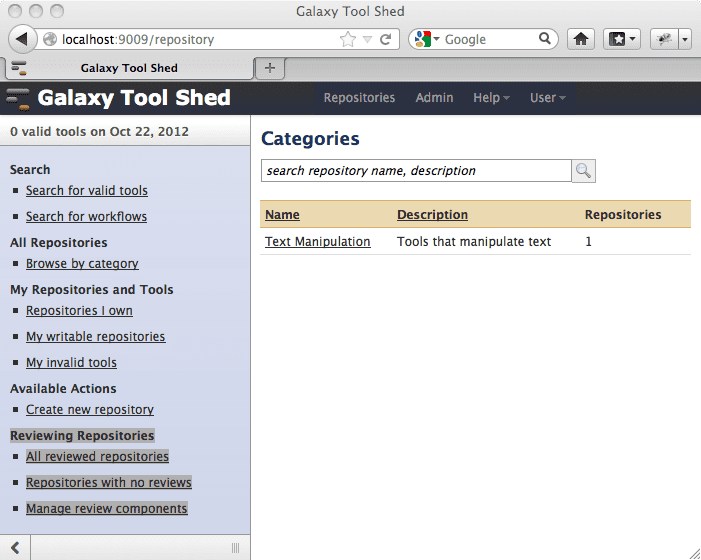 Galaxy Tool Shed
localhost:9009/repository
Google
Galaxy Tool Shed
Galaxy Tool Shed
Repositories Admin Help User
0 valid tools on Oct 22, 2012
Search
Search for valid tools
Search for workflows
All Repositories
Browse by category
My Repositories and Tools
Repositories I own
My writable repositories
My invalid tools
Available Actions
Create new repository
Reviewing Repositories
All reviewed repositories
Repositories with no reviews
Manage review components
Categories
search repository name, description
Name Description Repositories
Text Manipulation Tools that manipulate text 1